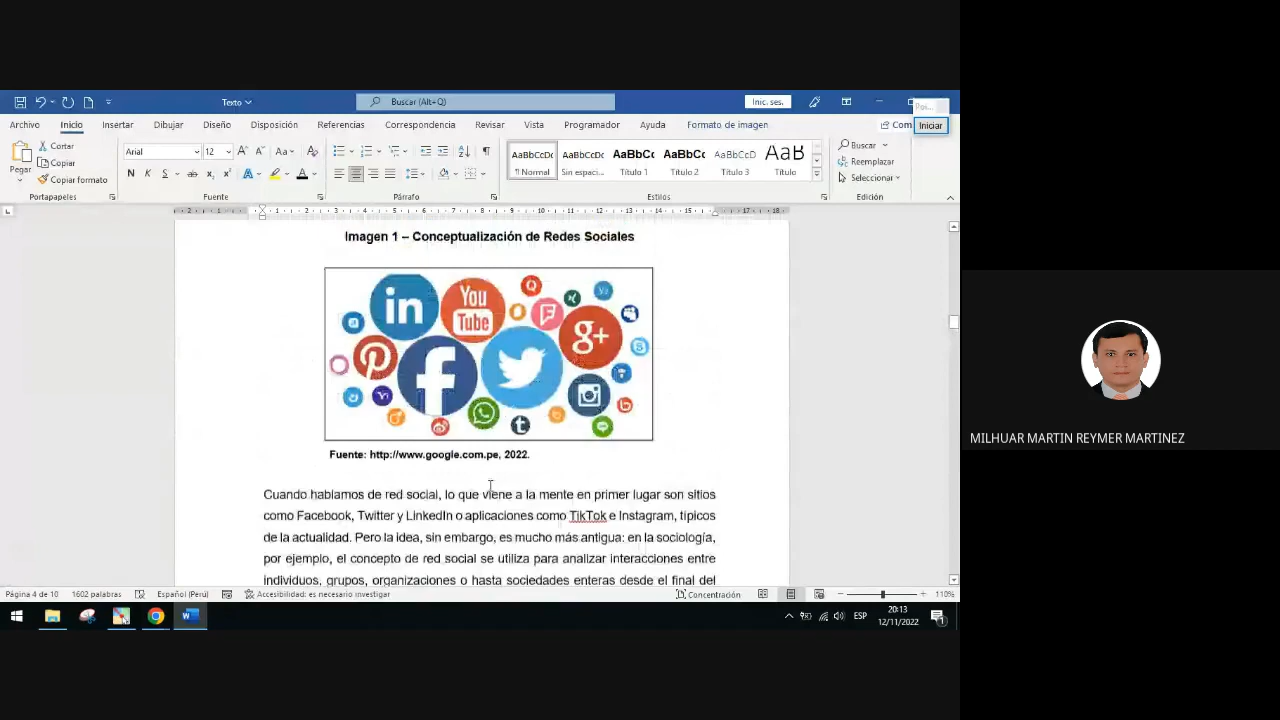 Texto
Buscar (Alt+Q)
Inic. ses.
Archivo Inicio Insertar Dibujar Diseño Disposición Referencias Correspondencia Revisar Vista Programador Ayuda Formato de imagen Com Iniciar
Pegar
Cortar
Copiar
Copiar formato
Portapapeles
Arial 12
Fuente
Párrafo
AaBbCcDc AaBbCcDc AaBbCc AaBbCc AaBbCcD AaB
¶ Normal Sin espaci... Título 1 Título 2 Título 3 Título
Estilos
Buscar
Reemplazar
Seleccionar
Edición
Imagen 1 – Conceptualización de Redes Sociales
in
You
Tube
g+
Fuente: http://www.google.com.pe, 2022.
Cuando hablamos de red social, lo que viene a la mente en primer lugar son sitios
como Facebook, Twitter y LinkedIn o aplicaciones como TikTok e Instagram, típicos
de la actualidad. Pero la idea, sin embargo, es mucho más antigua: en la sociología,
por ejemplo, el concepto de red social se utiliza para analizar interacciones entre
individuos, grupos, organizaciones o hasta sociedades enteras desde el final del
Página 4 de 10 1602 palabras Español (Perú) Accesibilidad: es necesario investigar Concentración 110%
ESP
20:13
12/11/2022
MILHUAR MARTIN REYMER MARTINEZ